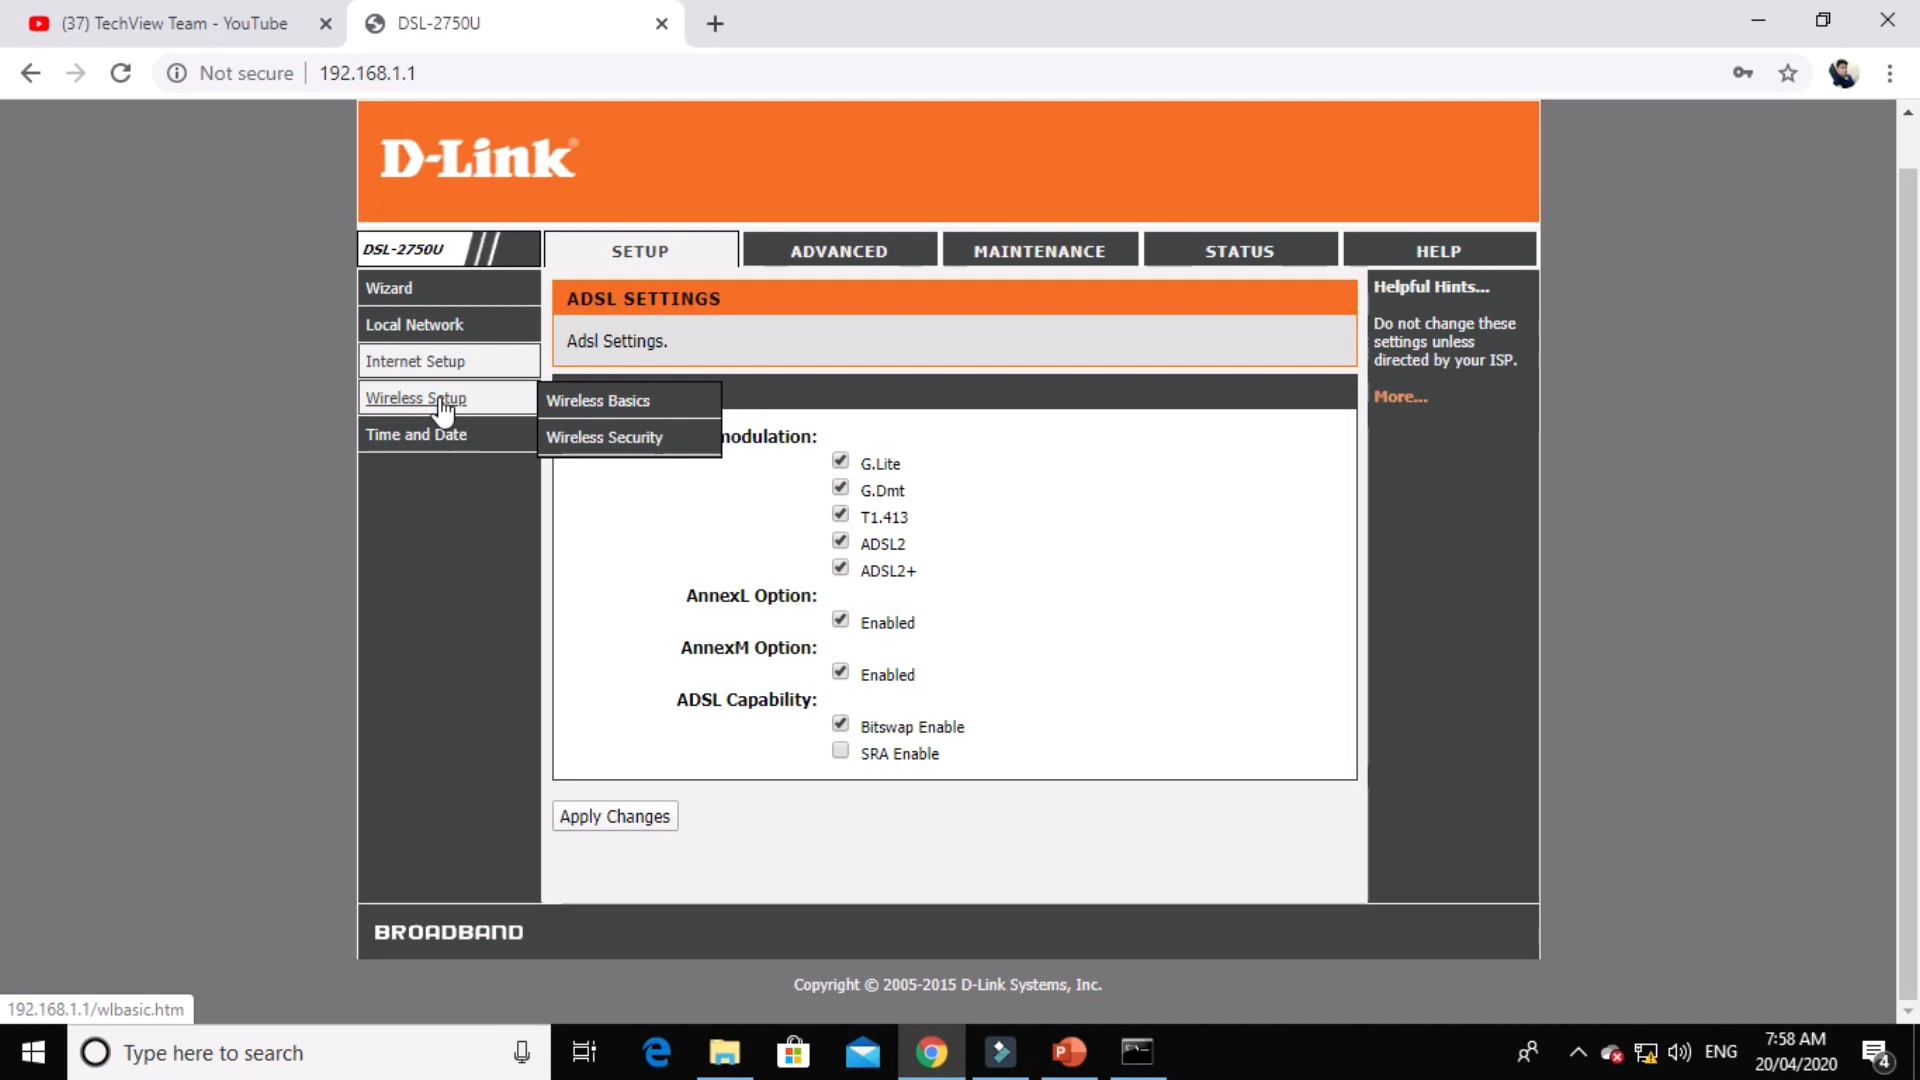 (37) TechView Team - YouTube
DSL-2750U
Not secure
192.168.1.1
D-Link®
DSL-2750U
SETUP
ADVANCED
MAINTENANCE
STATUS
HELP
Wizard
Local Network
Internet Setup
Wireless Setup
Time and Date
Wireless Basics
Wireless Security
ADSL SETTINGS
Adsl Settings.
modulation:
G.Lite
G.Dmt
T1.413
ADSL2
ADSL2+
AnnexL Option:
Enabled
AnnexM Option:
Enabled
ADSL Capability:
Bitswap Enable
SRA Enable
Apply Changes
Helpful Hints...
Do not change these
settings unless
directed by your ISP.
More...
BROADBAND
Copyright © 2005-2015 D-Link Systems, Inc.
192.168.1.1/wlbasic.htm
Type here to search
ENG
7:58 AM
20/04/2020
4